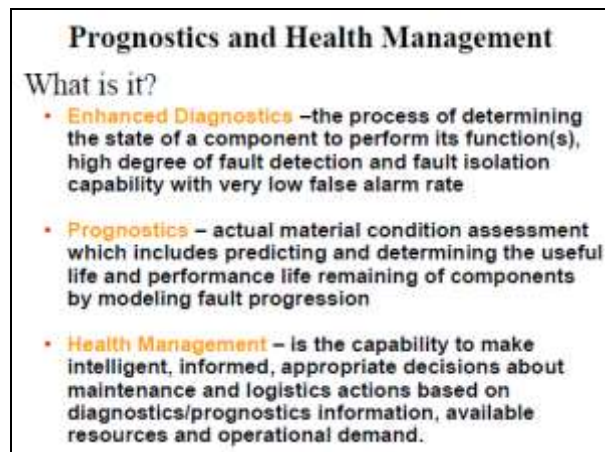 Prognostics and Health Management
What is it?
• Enhanced Diagnostics –the process of determining
the state of a component to perform its function(s),
high degree of fault detection and fault isolation
capability with very low false alarm rate
• Prognostics – actual material condition assessment
which includes predicting and determining the useful
life and performance life remaining of components
by modeling fault progression
• Health Management – is the capability to make
intelligent, informed, appropriate decisions about
maintenance and logistics actions based on
diagnostics/prognostics information, available
resources and operational demand.